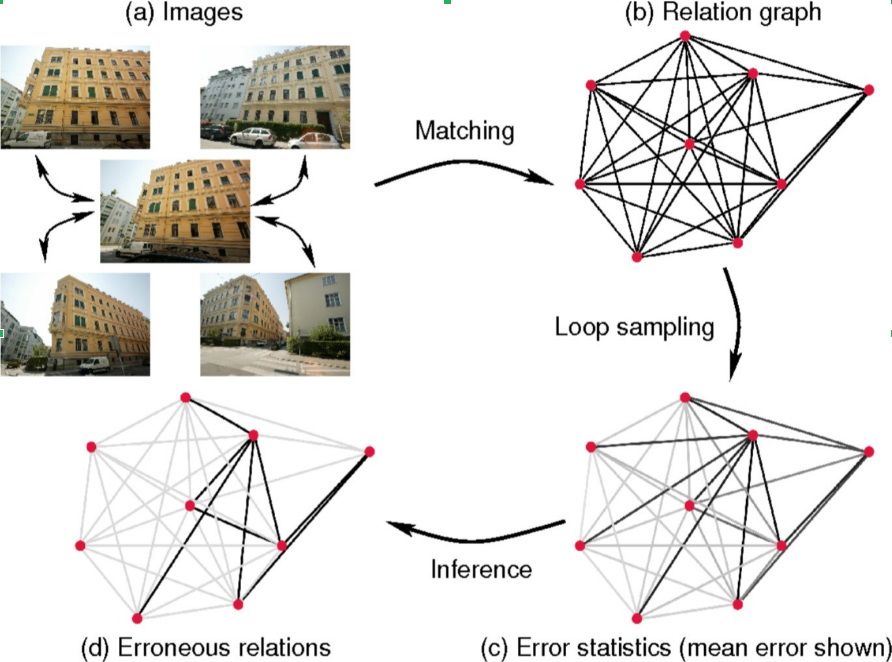 (a) Images
(b) Relation graph
Matching
Loop sampling
Inference
(d) Erroneous relations
(c) Error statistics (mean error shown)